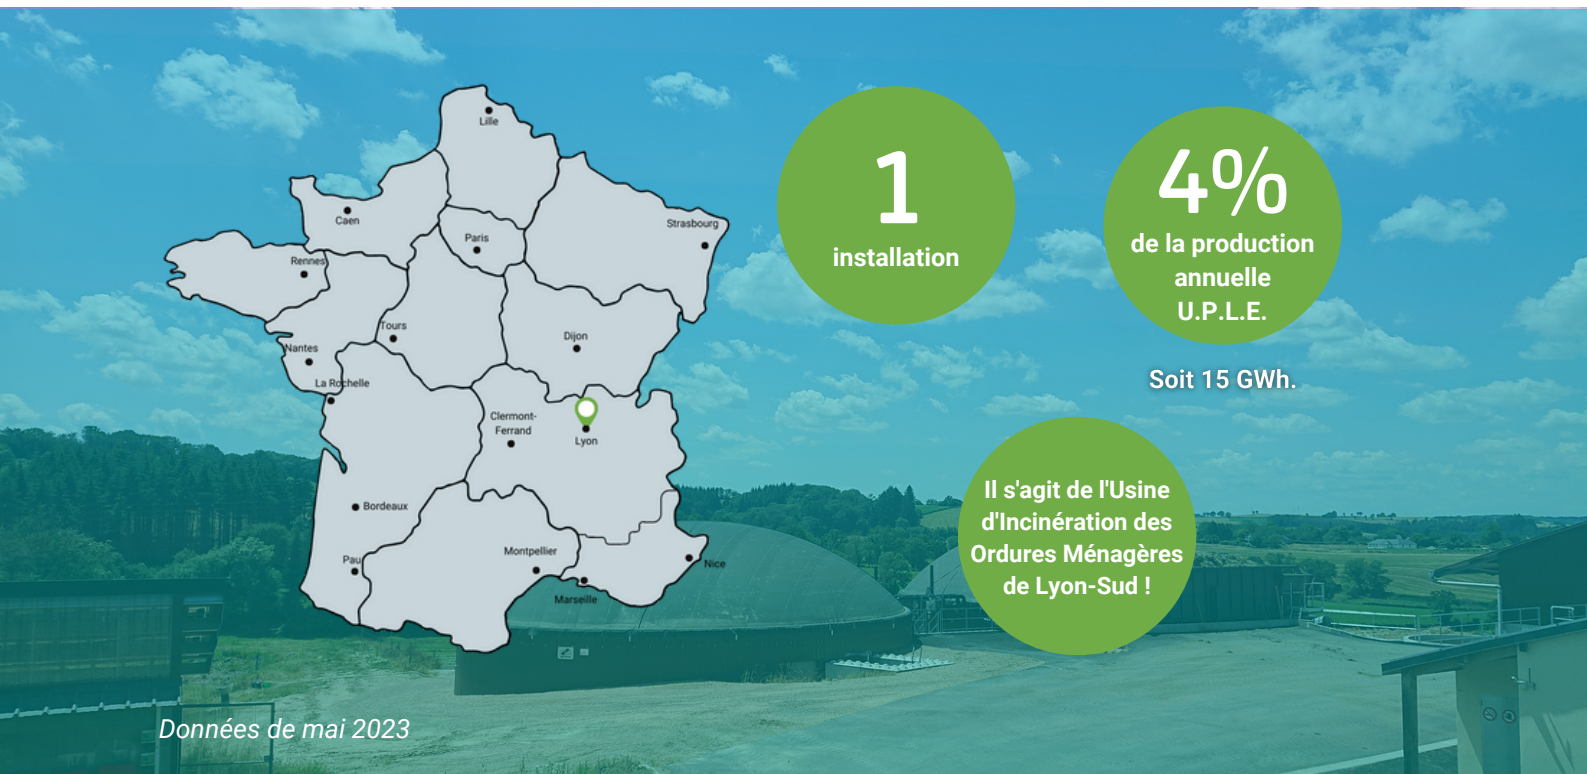 Lille
Caen
Paris
Strasbourg
Rennes
Tours
Nantes
Dijon
La Rochelle
Clermont-
Ferrand
Lyon
Bordeaux
Pau
Montpellier
Marseille
Nice
1
installation
4%
de la production
annuelle
U.P.L.E.
Soit 15 GWh.
Il s'agit de l'Usine
d'Incinération des
Ordures Ménagères
de Lyon-Sud !
Données de mai 2023